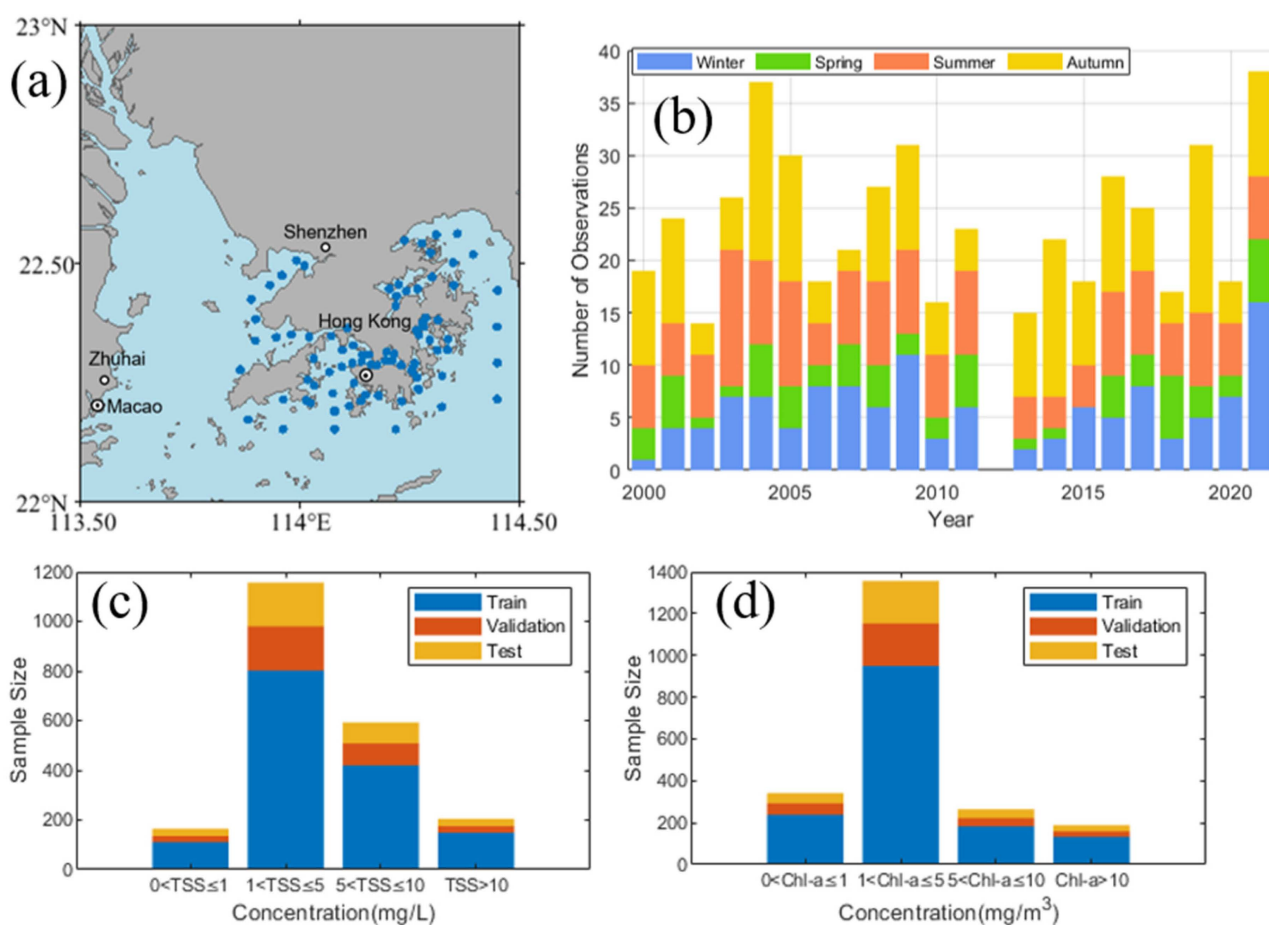 (a)
23°N
22.50
22°N
113.50
114°E
114.50
Shenzhen
Hong Kong
Zhuhai
Macao
(b)
Winter
Spring
Summer
Autumn
Number of Observations
40
35
30
25
20
15
10
5
0
2000
2005
2010
2015
2020
Year
(c)
Train
Validation
Test
Sample Size
1200
1000
800
600
400
200
0
0<TSS≤1
1<TSS≤5
5<TSS≤10
TSS>10
Concentration(mg/L)
(d)
Train
Validation
Test
Sample Size
1400
1200
1000
800
600
400
200
0
0<Chl-a≤1
1<Chl-a≤5
5<Chl-a≤10
Chl-a>10
Concentration(mg/m³)